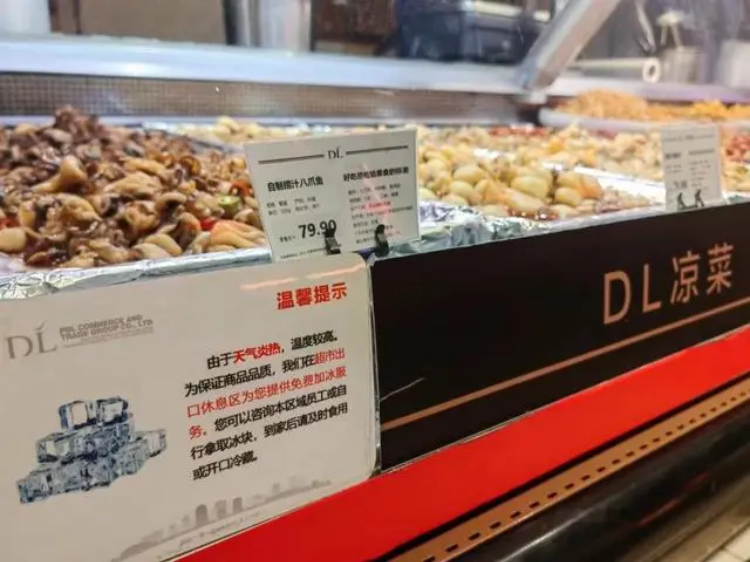 DL
自制捞汁八爪鱼
79.90
DL
PDL COMMERCE AND
TRADE GROUP CO., LTD
温馨提示
由于天气炎热，温度较高。
为保证商品品质，我们在超市出
口休息区为您提供免费加冰服
务。您可以咨询本区域员工或自
行拿取冰块，到家后请及时食用
或开口冷藏。
DL凉菜